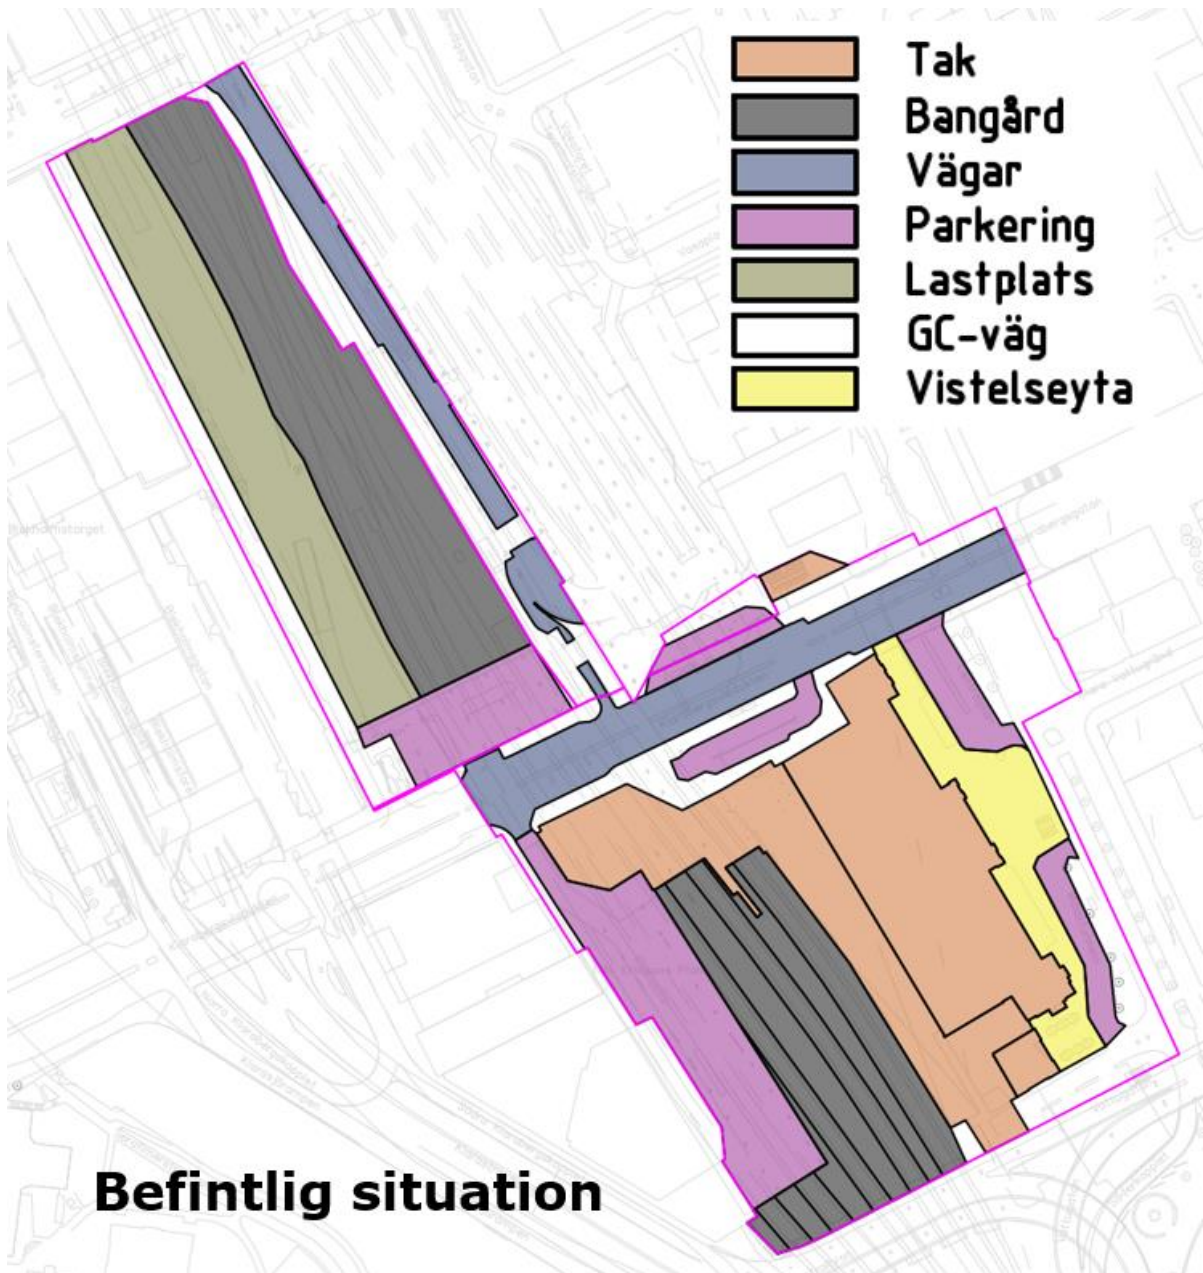 Tak
Bangård
Vägar
Parkering
Lastplats
GC-väg
Vistelseyta
Befintlig situation